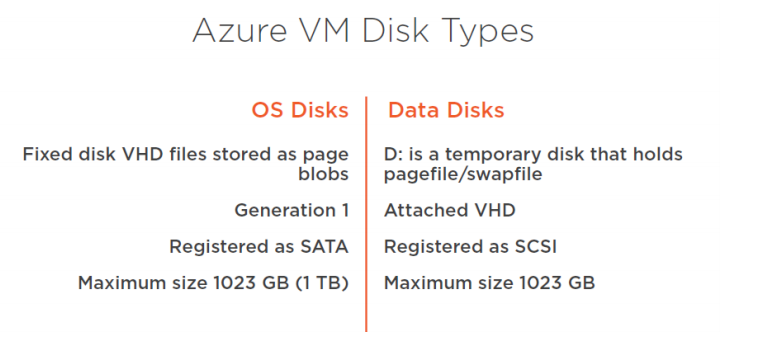 Azure VM Disk Types
OS Disks
Fixed disk VHD files stored as page
blobs
Generation 1
Registered as SATA
Maximum size 1023 GB (1 TB)
Data Disks
D: is a temporary disk that holds
pagefile/swapfile
Attached VHD
Registered as SCSI
Maximum size 1023 GB